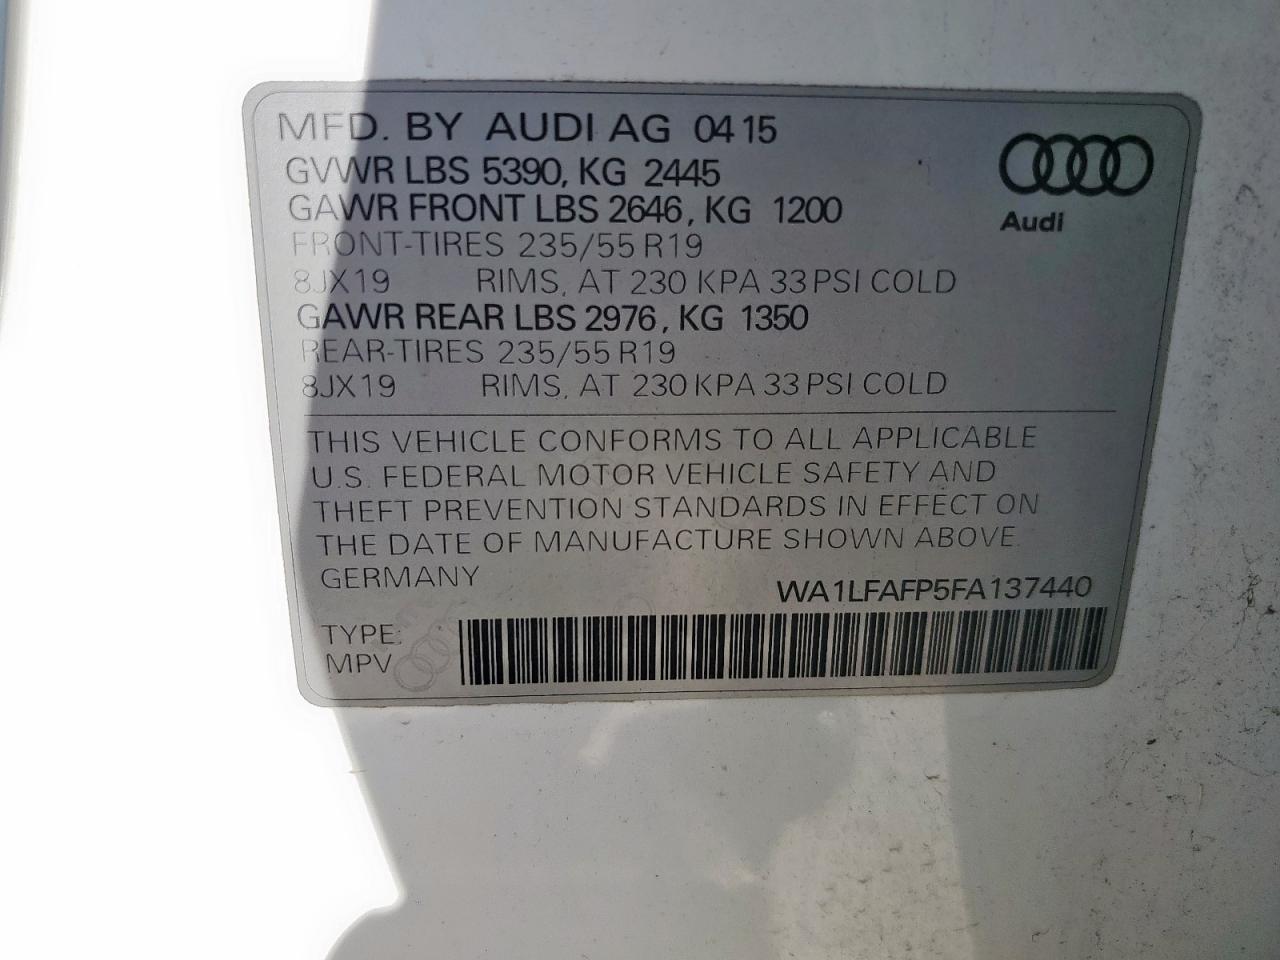 MFD. BY AUDI AG 04 15
GVWR LBS 5390, KG 2445
GAWR FRONT LBS 2646, KG 1200
Audi
FRONT-TIRES 235/55 R19
8JX19 RIMS, AT 230 KPA 33 PSI COLD
GAWR REAR LBS 2976, KG 1350
REAR-TIRES 235/55 R19
8JX19 RIMS, AT 230 KPA 33 PSI COLD
THIS VEHICLE CONFORMS TO ALL APPLICABLE
U.S. FEDERAL MOTOR VEHICLE SAFETY AND
THEFT PREVENTION STANDARDS IN EFFECT ON
THE DATE OF MANUFACTURE SHOWN ABOVE.
GERMANY
WA1LFAFP5FA137440
TYPE:
MPV